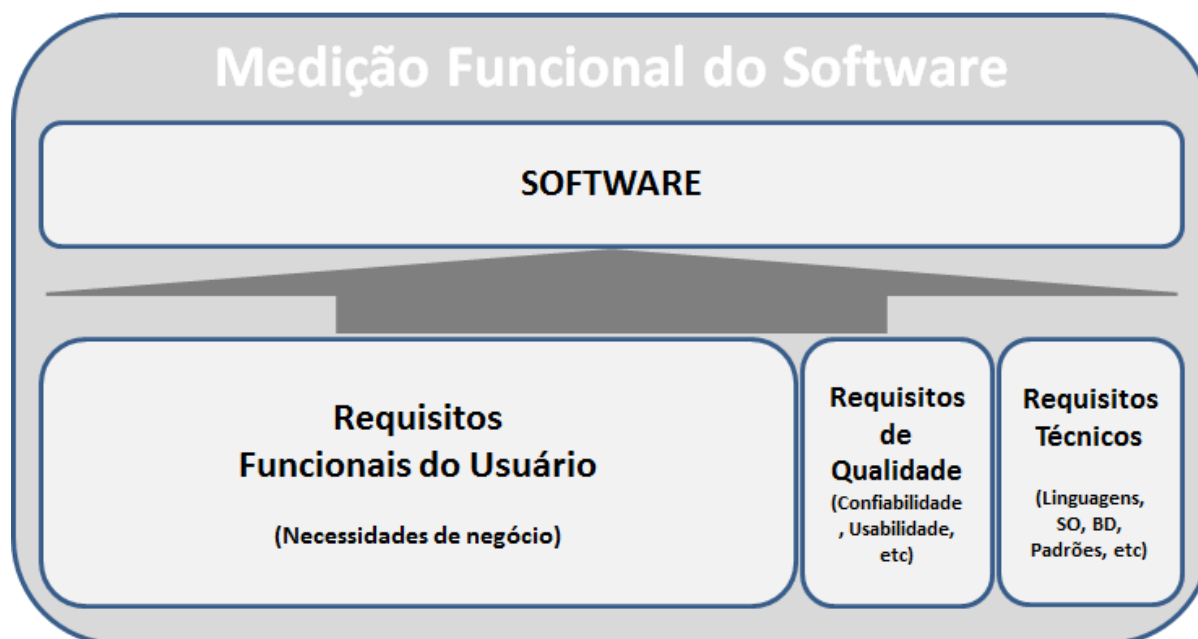 Medição Funcional do Software
SOFTWARE
Requisitos
Funcionais do Usuário
(Necessidades de negócio)
Requisitos
de
Qualidade
(Confiabilidade
, Usabilidade,
etc)
Requisitos
Técnicos
(Linguagens,
SO, BD,
Padrões, etc)